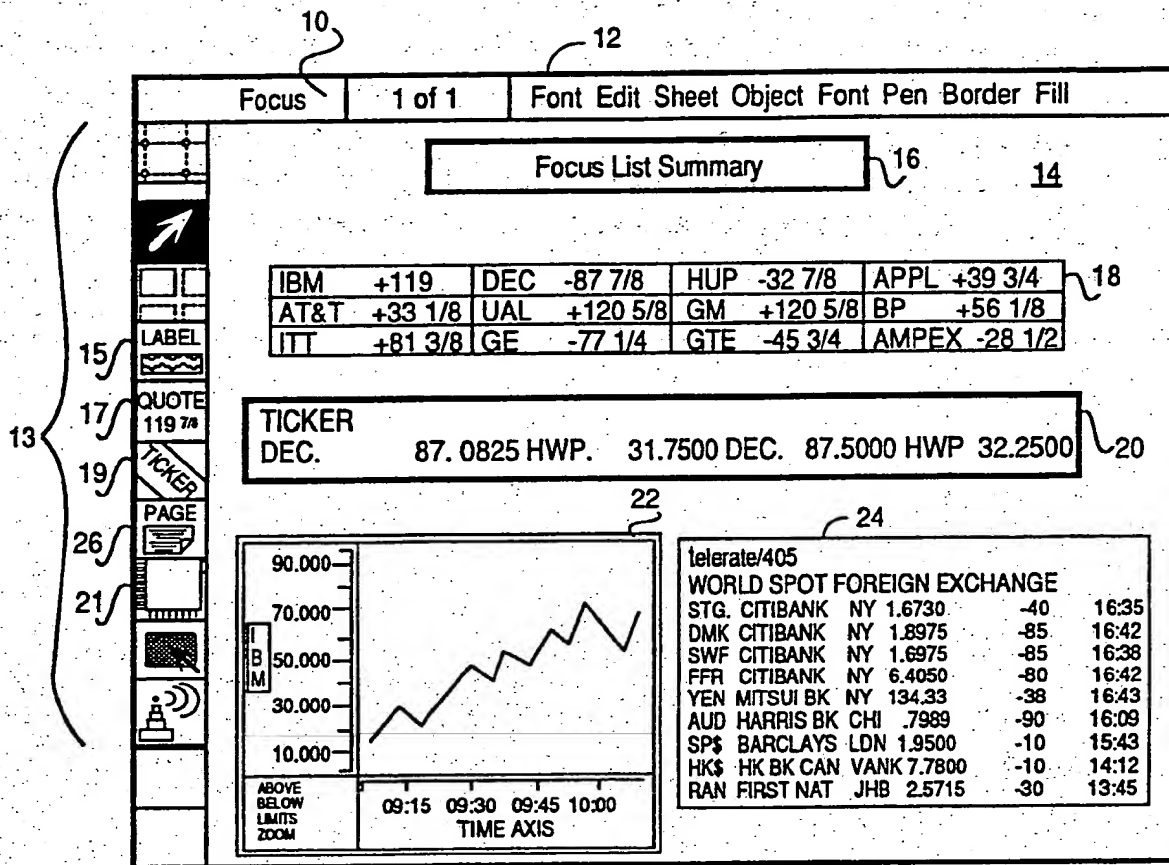 10
12
Focus 1 of 1 Font Edit Sheet Object Font Pen Border Fill
Focus List Summary 16
14
IBM +119 DEC -87 7/8 HUP -32 7/8 APPL +39 3/4 18
AT&T +33 1/8 UAL +120 5/8 GM +120 5/8 BP +56 1/8
ITT +81 3/8 GE -77 1/4 GTE -45 3/4 AMPEX -28 1/2
13
15 LABEL
17 QUOTE
119 7/8
19 TICKER
26 PAGE
21
TICKER
DEC. 87.0825 HWP. 31.7500 DEC. 87.5000 HWP 32.2500 20
22
90.000
70.000
50.000
30.000
10.000
IBM
ABOVE
BELOW
LIMITS
ZOOM
09:15 09:30 09:45 10:00
TIME AXIS
24
telerate/405
WORLD SPOT FOREIGN EXCHANGE
STG. CITIBANK NY 1.6730 -40 16:35
DMK CITIBANK NY 1.8975 -85 16:42
SWF CITIBANK NY 1.6975 -85 16:38
FFR CITIBANK NY 6.4050 -80 16:42
YEN MITSUI BK NY 134.33 -38 16:43
AUD HARRIS BK CHI .7989 -90 16:09
SP$ BARCLAYS LDN 1.9500 -10 15:43
HK$ HK BK CAN VANK 7.7800 -10 14:12
RAN FIRST NAT JHB 2.5715 -30 13:45